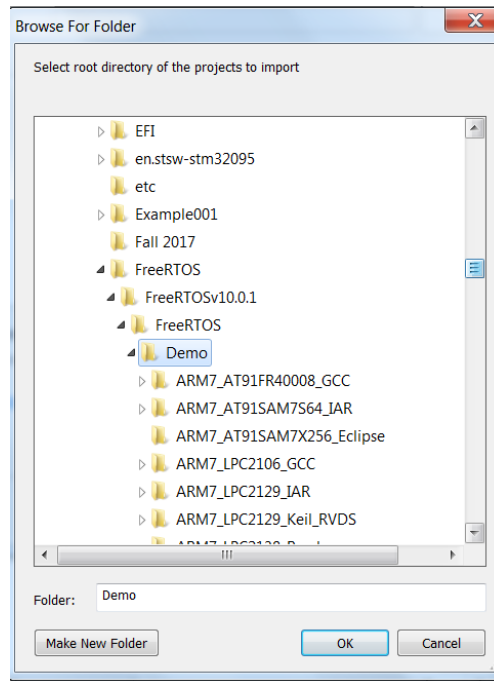 Browse For Folder
Select root directory of the projects to import
EFI
en.stsw-stm32095
etc
Example001
Fall 2017
FreeRTOS
FreeRTOSv10.0.1
FreeRTOS
Demo
ARM7_AT91FR40008_GCC
ARM7_AT91SAM7S64_IAR
ARM7_AT91SAM7X256_Eclipse
ARM7_LPC2106_GCC
ARM7_LPC2129_IAR
ARM7_LPC2129_Keil_RVDS
Folder: Demo
Make New Folder OK Cancel